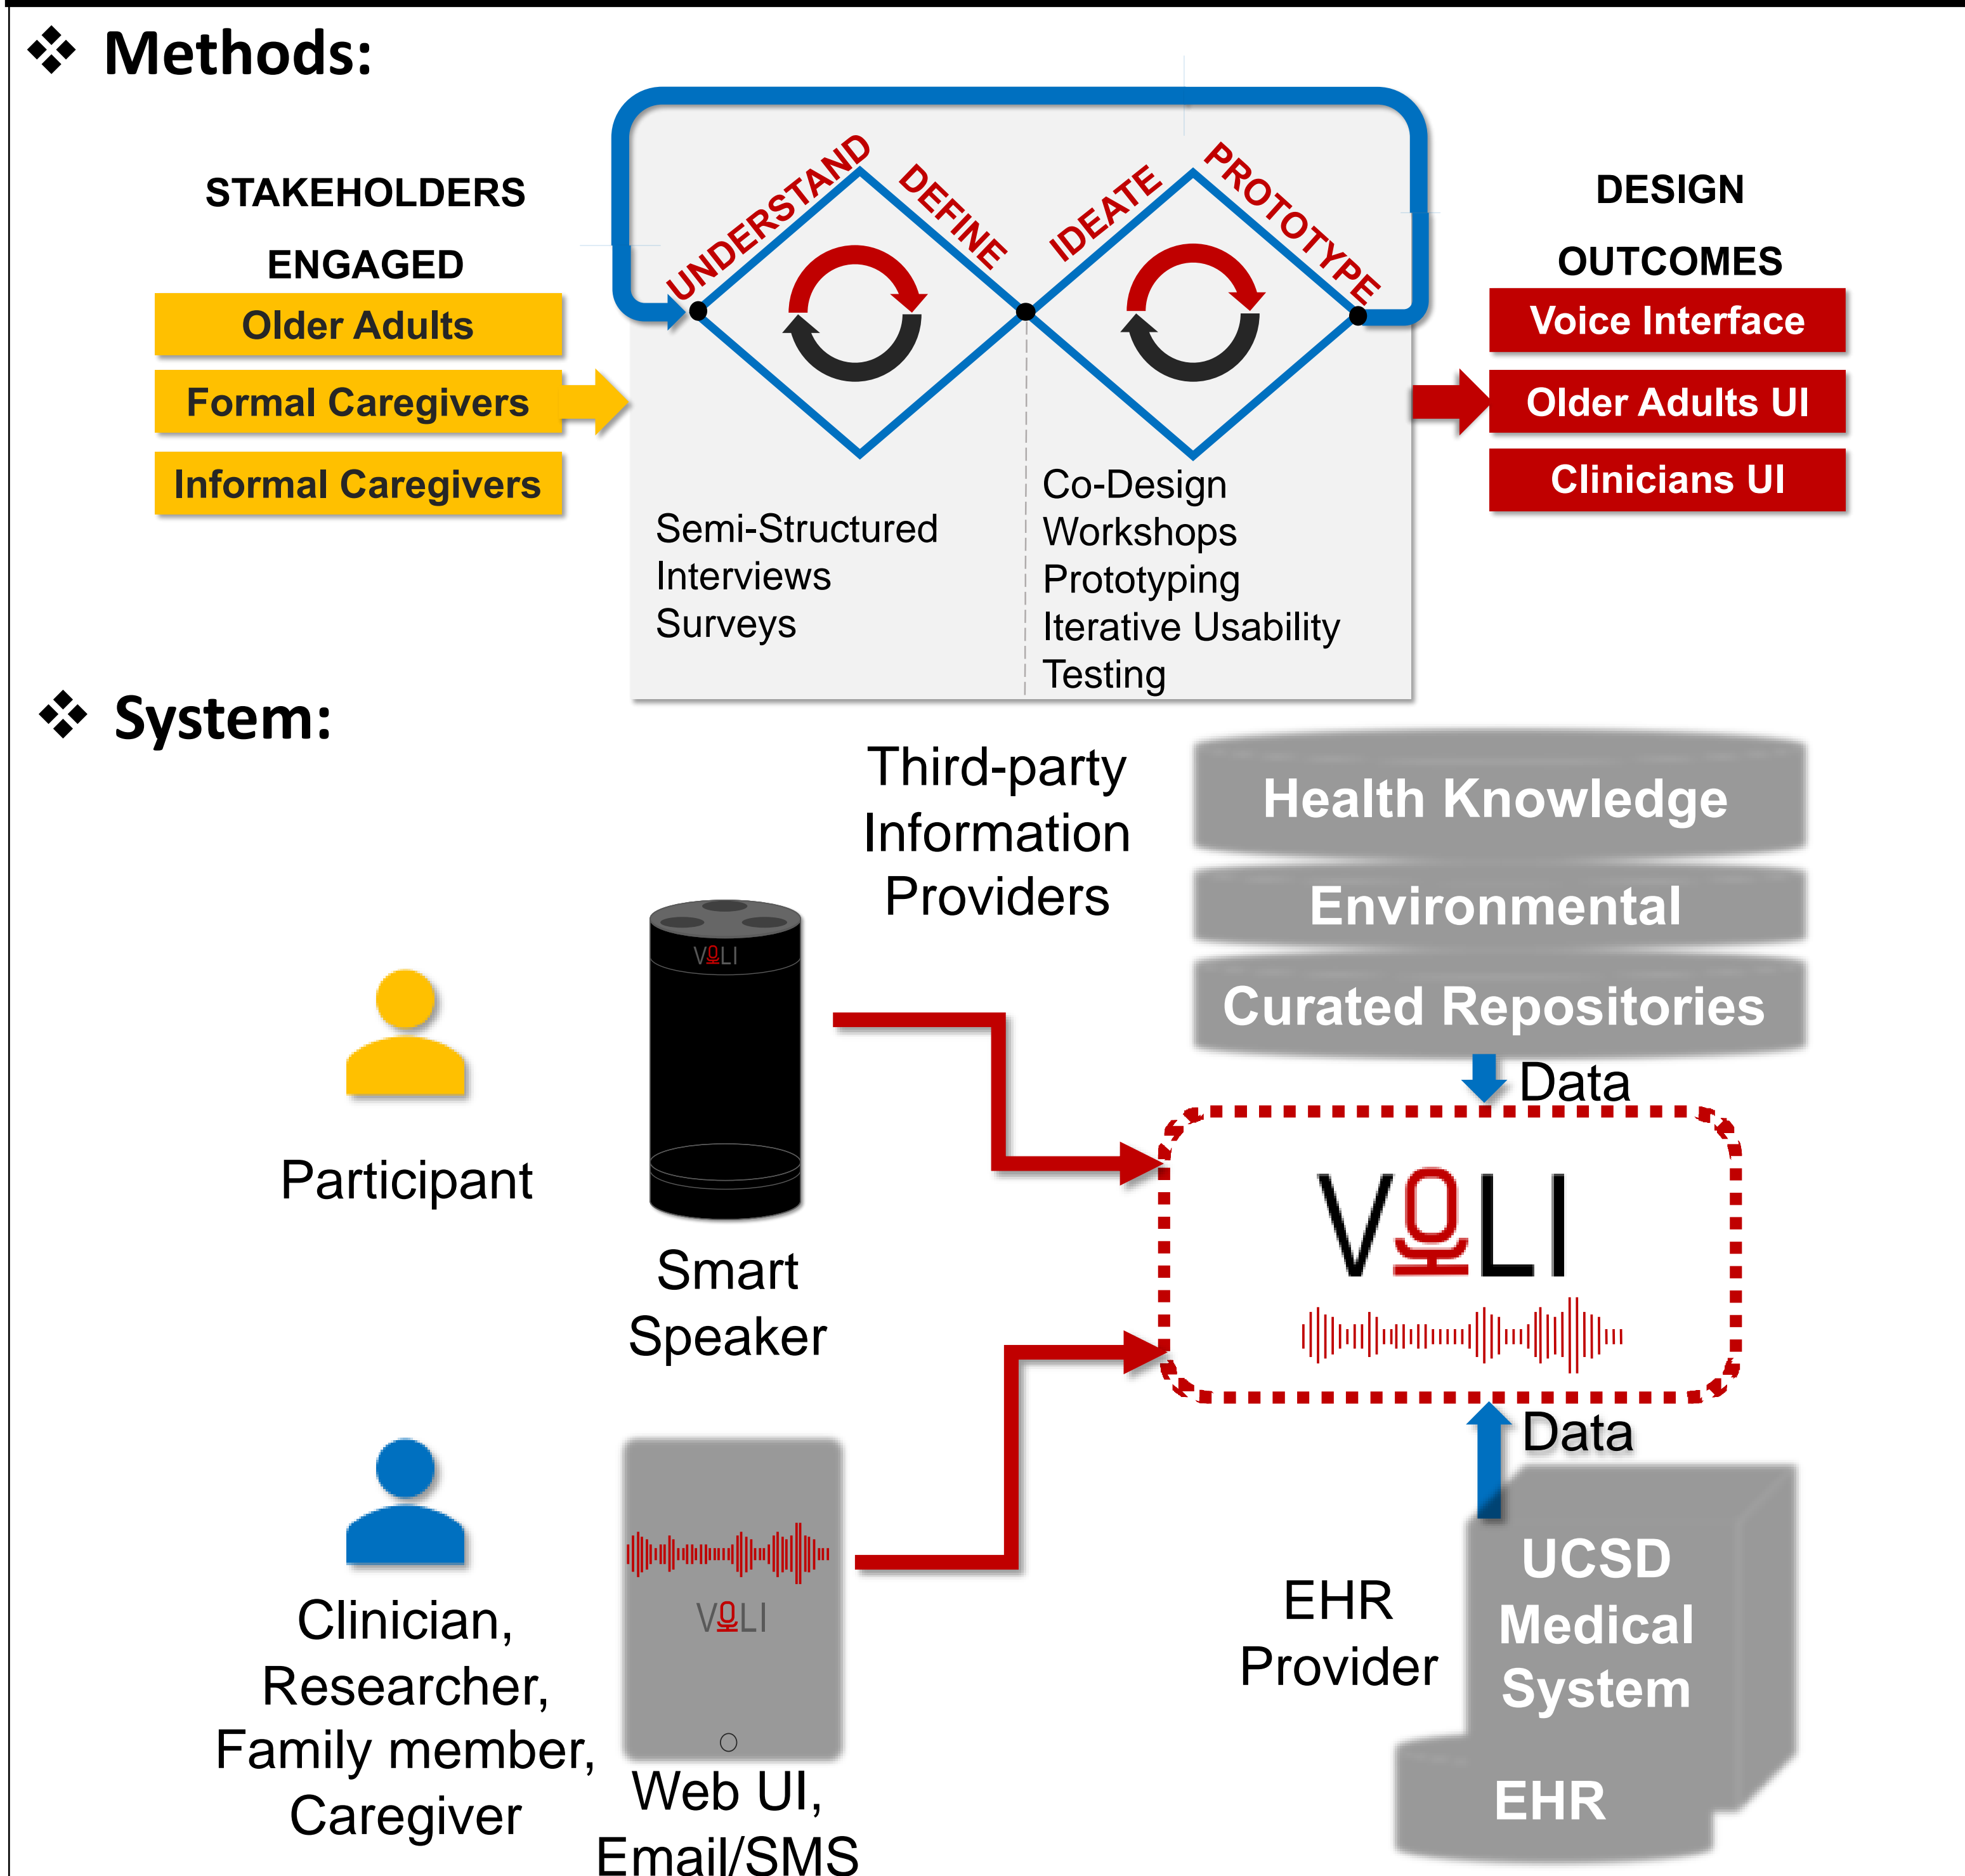 ❖ Methods:
STAKEHOLDERS
ENGAGED
Older Adults
Formal Caregivers
Informal Caregivers
UNDERSTAND
DEFINE
IDEATE
PROTOTYPE
Semi-Structured
Interviews
Surveys
Co-Design
Workshops
Prototyping
Iterative Usability
Testing
DESIGN
OUTCOMES
Voice Interface
Older Adults UI
Clinicians UI
❖ System:
Third-party
Information
Providers
Health Knowledge
Environmental
Curated Repositories
Data
Participant
VOLI
Smart
Speaker
VOLI
Data
Clinician,
Researcher,
Family member,
Caregiver
VOLI
Web UI,
Email/SMS
EHR
Provider
UCSD
Medical
System
EHR